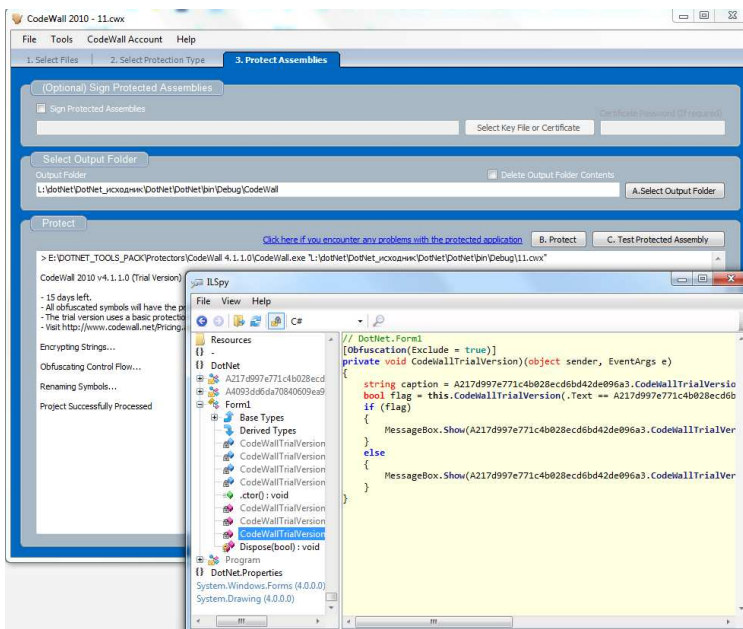 CodeWall 2010 - 11.cwx
File Tools CodeWall Account Help
1. Select Files 2. Select Protection Type 3. Protect Assemblies
(Optional) Sign Protected Assemblies
Sign Protected Assemblies
Certificate Password (If required)
Select Key File or Certificate
Select Output Folder
Output Folder
Delete Output Folder Contents
L:\dotNet\DotNet_исходник\DotNet\DotNet\bin\Debug\CodeWall
A.Select Output Folder
Protect
Click here if you encounter any problems with the protected application
B. Protect
C. Test Protected Assembly
> E:\DOTNET_TOOLS_PACK\Protectors\CodeWall 4.1.1.0\CodeWall.exe "L:\dotNet\DotNet_исходник\DotNet\DotNet\bin\Debug\11.cwx"
CodeWall 2010 v4.1.1.0 (Trial Version)
- 15 days left.
- All obfuscated symbols will have the pr
- The trial version uses a basic protectio
- Visit http://www.codewall.net/Pricing.
Encrypting Strings...
Obfuscating Control Flow...
Renaming Symbols...
Project Successfully Processed
ILSpy
File View Help
C#
Resources
{} -
{} DotNet
A217d997e771c4b028ecd
A4093dd6da70840609ea9
Form1
Base Types
Derived Types
CodeWallTrialVersion
CodeWallTrialVersion
CodeWallTrialVersion
CodeWallTrialVersion
.ctor() : void
CodeWallTrialVersion
CodeWallTrialVersion
CodeWallTrialVersion
Dispose(bool) : void
Program
{} DotNet.Properties
System.Windows.Forms (4.0.0.0)
System.Drawing (4.0.0.0)
// DotNet.Form1
[Obfuscation(Exclude = true)]
private void CodeWallTrialVersion)(object sender, EventArgs e)
{
string caption = A217d997e771c4b028ecd6bd42de096a3.CodeWallTrialVersio
bool flag = this.CodeWallTrialVersion(.Text == A217d997e771c4b028ecd6b
if (flag)
{
MessageBox.Show(A217d997e771c4b028ecd6bd42de096a3.CodeWallTrialVer
}
else
{
MessageBox.Show(A217d997e771c4b028ecd6bd42de096a3.CodeWallTrialVer
}
}